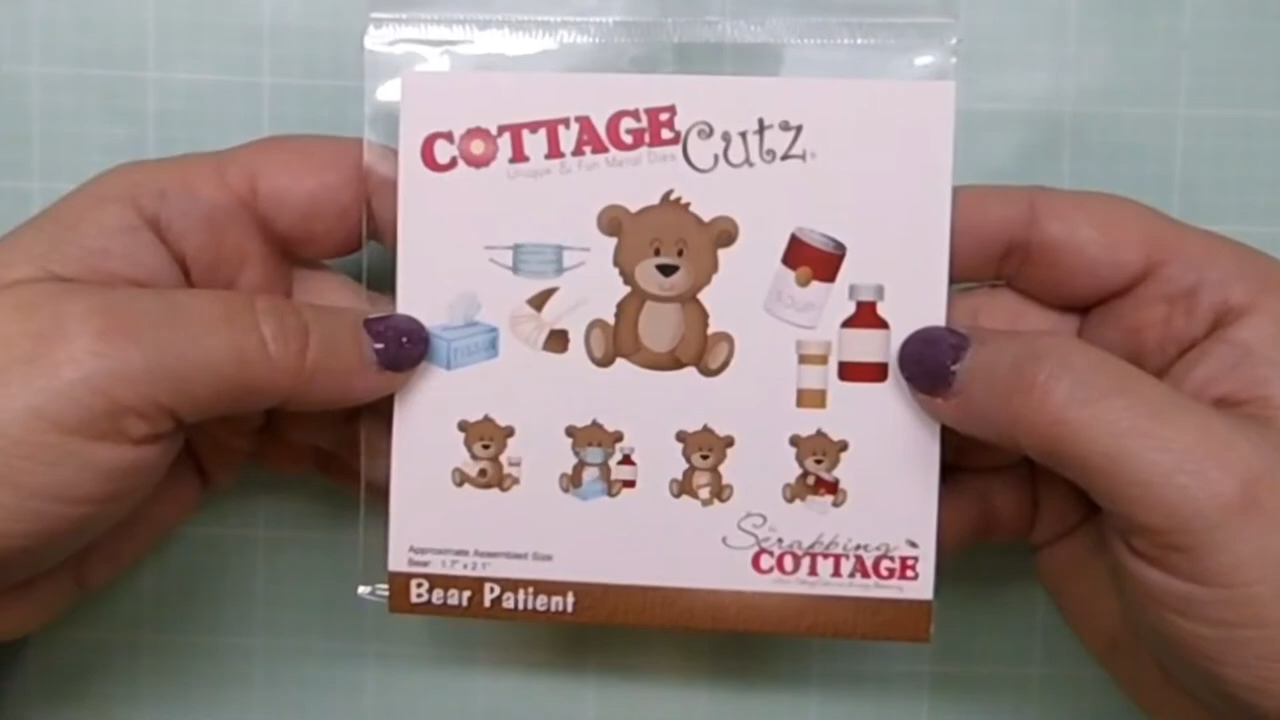 COTTAGE Cutz
Unique & Fun Metal Dies
TISSUE
SOUP
Scrapping
COTTAGE
Approximate Assembled Size
Bear : 1.7" x 2.1"
Bear Patient